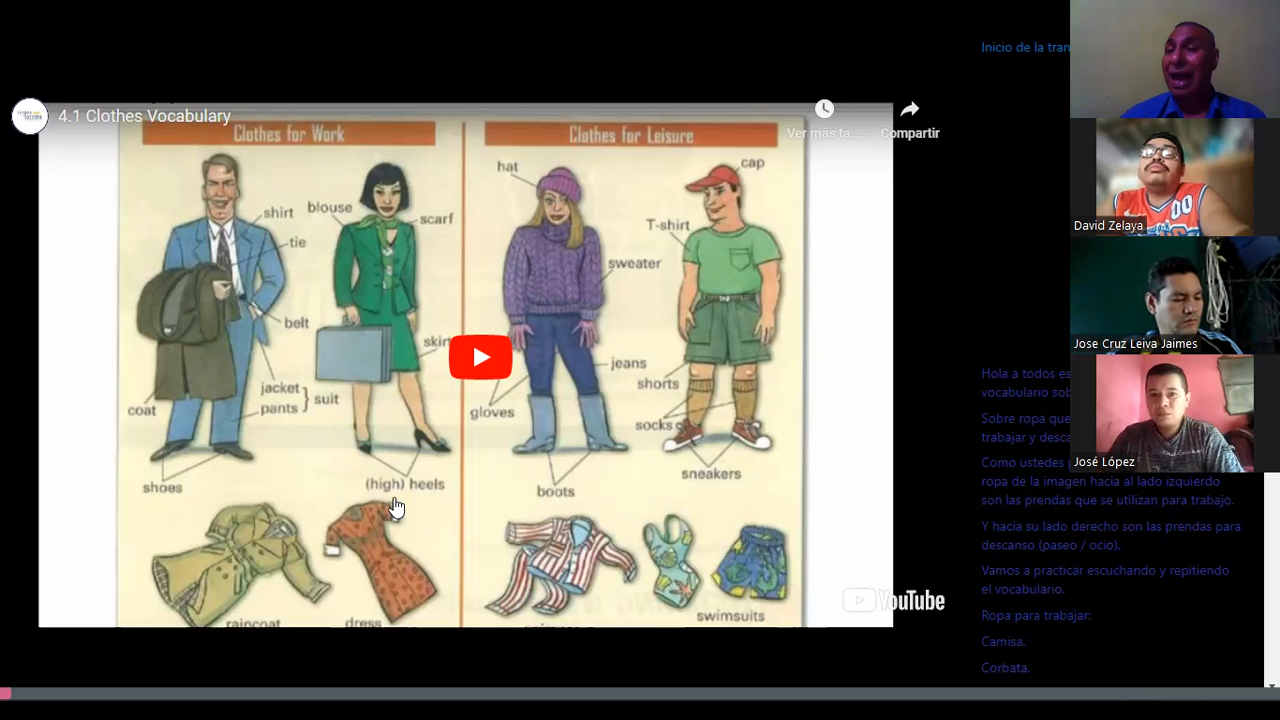 4.1 Clothes Vocabulary
Ver más ta...
Compartir
Clothes for Work
Clothes for Leisure
shirt
blouse
scarf
tie
belt
skirt
jacket
pants
suit
coat
shoes
(high) heels
raincoat
dress
hat
cap
T-shirt
sweater
jeans
shorts
gloves
socks
sneakers
boots
swimsuits
YouTube
Inicio de la tran
Hola a todos es
vocabulario sob
Sobre ropa que
trabajar y desca
Como ustedes
ropa de la imagen hacia al lado izquierdo
son las prendas que se utilizan para trabajo.
Y hacia su lado derecho son las prendas para
descanso (paseo / ocio).
Vamos a practicar escuchando y repitiendo
el vocabulario.
Ropa para trabajar:
Camisa.
Corbata.
David Zelaya
00
Jose Cruz Leiva Jaimes
José López